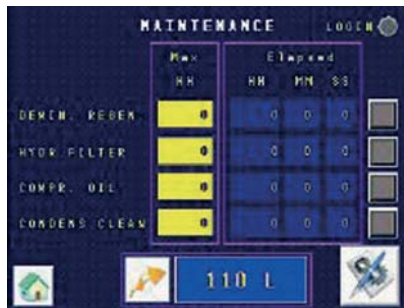 MAINTENANCE LOGIN
Max Elapsed
HH HH MM SS
DEMIN. REGEN. 0 0 0 0
HYDR.FILTER 0 0 0 0
COMPR. OIL 0 0 0 0
CONDENS CLEAN 0 0 0 0
110 L